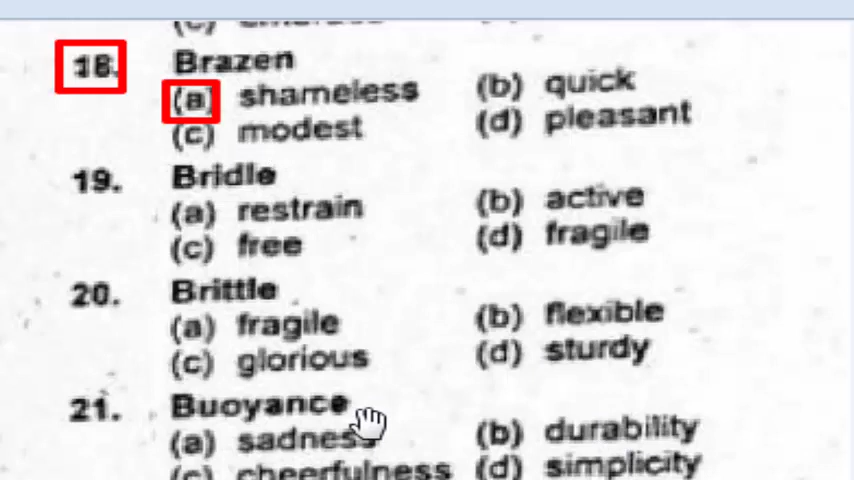 18. Brazen
(a) shameless (b) quick
(c) modest (d) pleasant
19. Bridle
(a) restrain (b) active
(c) free (d) fragile
20. Brittle
(a) fragile (b) flexible
(c) glorious (d) sturdy
21. Buoyance
(a) sadness (b) durability
(c) cheerfulness (d) simplicity